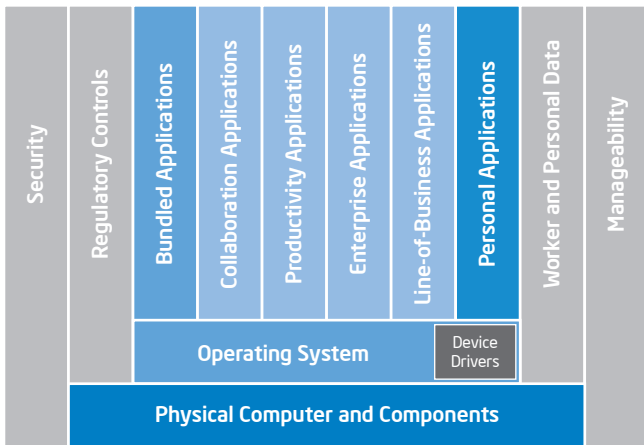 Security
Regulatory Controls
Bundled Applications
Collaboration Applications
Productivity Applications
Enterprise Applications
Line-of-Business Applications
Personal Applications
Worker and Personal Data
Manageability
Operating System
Device
Drivers
Physical Computer and Components